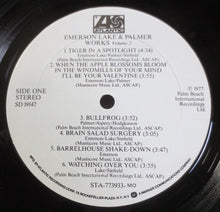 ATLANTIC
EMERSON LAKE & PALMER
WORKS Volume 2
1. TIGER IN A SPOTLIGHT (4:34)
Emerson/Lake/Palmer/Sinfield
(Palm Beach International Recordings Ltd./
Manticore Music Ltd. ASCAP)
2. WHEN THE APPLE BLOSSOMS BLOOM
IN THE WINDMILLS OF YOUR MIND
I'LL BE YOUR VALENTINE (3:55)
Emerson/Lake/Palmer
(Manticore Music Ltd., ASCAP)
SIDE ONE
SD 19147
℗ 1977
Palm Beach
International
Recordings
Ltd.
3. BULLFROG (3:52)
Palmer/Aspery/Hodgkinson
(Palm Beach International Recordings Ltd., ASCAP)
4. BRAIN SALAD SURGERY (3:05)
Emerson/Lake/Sinfield
(Manticore Music Ltd., ASCAP)
5. BARRELHOUSE SHAKE-DOWN (3:47)
Emerson
(Palm Beach International Recordings Ltd., ASCAP)
6. WATCHING OVER YOU (3:55)
Lake/Sinfield
STA-773933- MO